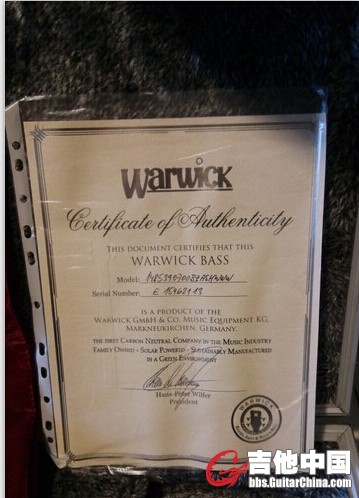 Warwick
Certificate of Authenticity
THIS DOCUMENT CERTIFIES THAT THIS
WARWICK BASS
Model:
Serial Number: E
IS A PRODUCT OF THE
WARWICK GMBH & CO. MUSIC EQUIPMENT KG,
MARKNEUKIRCHEN, GERMANY.
THE FIRST CARBON NEUTRAL COMPANY IN THE MUSIC INDUSTRY
FAMILY OWNED - SOLAR POWERED - SUSTAINABLY MANUFACTURED
IN A GREEN ENVIRONMENT
Hans-Peter Wilfer
President
WARWICK
吉他中国
bbs.GuitarChina.com